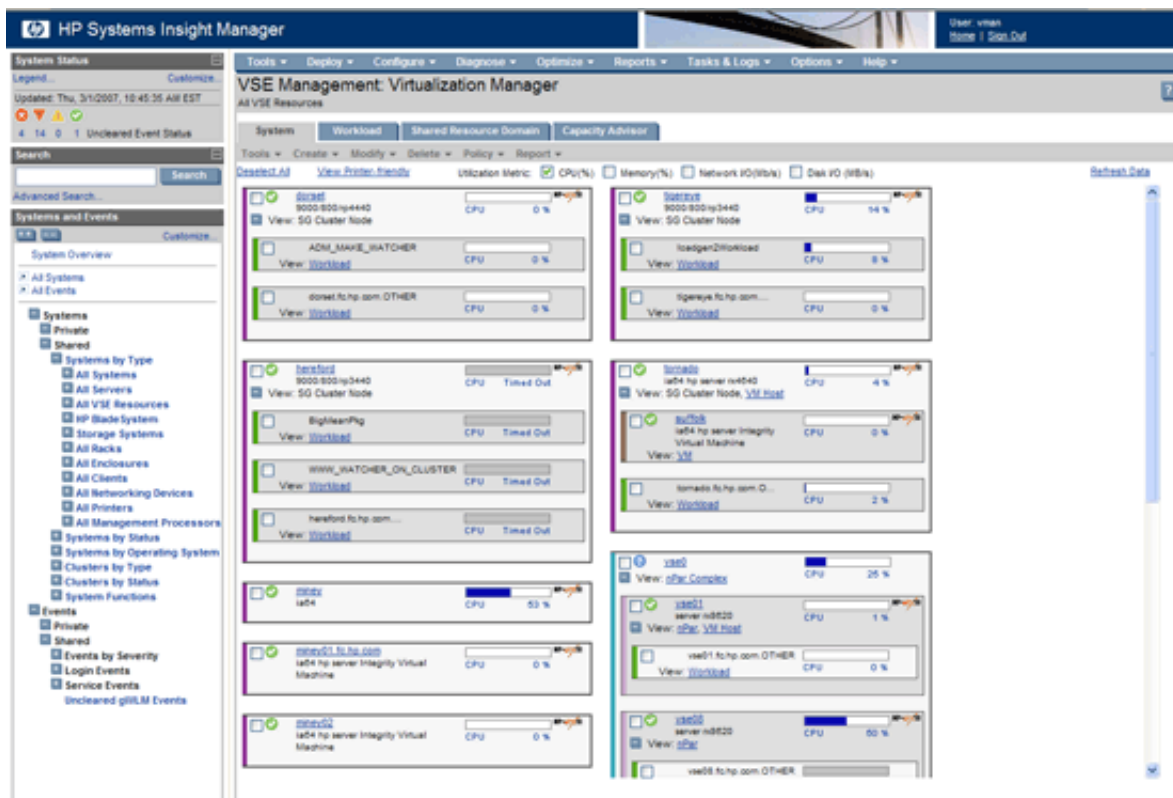 HP Systems Insight Manager
User: vman
Home | Sign Out
System Status
Legend... Customize...
Updated: Thu, 3/1/2007, 10:45:35 AM EST
4 14 0 1 Uncleared Event Status
Search
Search
Advanced Search...
Systems and Events
Customize...
System Overview
All Systems
All Events
Systems
Private
Shared
Systems by Type
All Systems
All Servers
All VSE Resources
HP BladeSystem
Storage Systems
All Racks
All Enclosures
All Clients
All Networking Devices
All Printers
All Management Processors
Systems by Status
Systems by Operating System
Clusters by Type
Clusters by Status
System Functions
Events
Private
Shared
Events by Severity
Login Events
Service Events
Uncleared gWLM Events
Tools Deploy Configure Diagnose Optimize Reports Tasks & Logs Options Help
VSE Management: Virtualization Manager
All VSE Resources
?
System Workload Shared Resource Domain Capacity Advisor
Tools Create Modify Delete Policy Report
Deselect All View Printer-friendly Utilization Metric: CPU(%) Memory(%) Network I/O(Mb/s) Disk I/O (MB/s) Refresh Data
dorset
9000/800/rp4440 CPU 0 %
View: SG Cluster Node
ADM_MAKE_WATCHER
View: Workload CPU 0 %
dorset.fc.hp.com.OTHER
View: Workload CPU 0 %
hereford
9000/800/rp3440 CPU Timed Out
View: SG Cluster Node
BigMeanPkg
View: Workload CPU Timed Out
WWW_WATCHER_ON_CLUSTER
View: Workload CPU Timed Out
hereford.fc.hp.com....
View: Workload CPU Timed Out
miney
ia64 CPU 53 %
miney01.fc.hp.com
ia64 hp server Integrity Virtual Machine CPU 0 %
miney02
ia64 hp server Integrity Virtual Machine CPU 0 %
tigereye
9000/800/rp3440 CPU 14 %
View: SG Cluster Node
loadgen2Workload
View: Workload CPU 8 %
tigereye.fc.hp.com....
View: Workload CPU 0 %
tornado
ia64 hp server rx4640 CPU 4 %
View: SG Cluster Node, VM Host
suffolk
ia64 hp server Integrity Virtual Machine CPU 0 %
View: VM
tornado.fc.hp.com.O...
View: Workload CPU 2 %
vse0
View: nPar Complex CPU 25 %
vse01
server rx8620 CPU 1 %
View: nPar, VM Host
vse01.fc.hp.com.OTHER
View: Workload CPU 0 %
vse08
server rx8620 CPU 50 %
View: nPar
vse08.fc.hp.com.OTHER